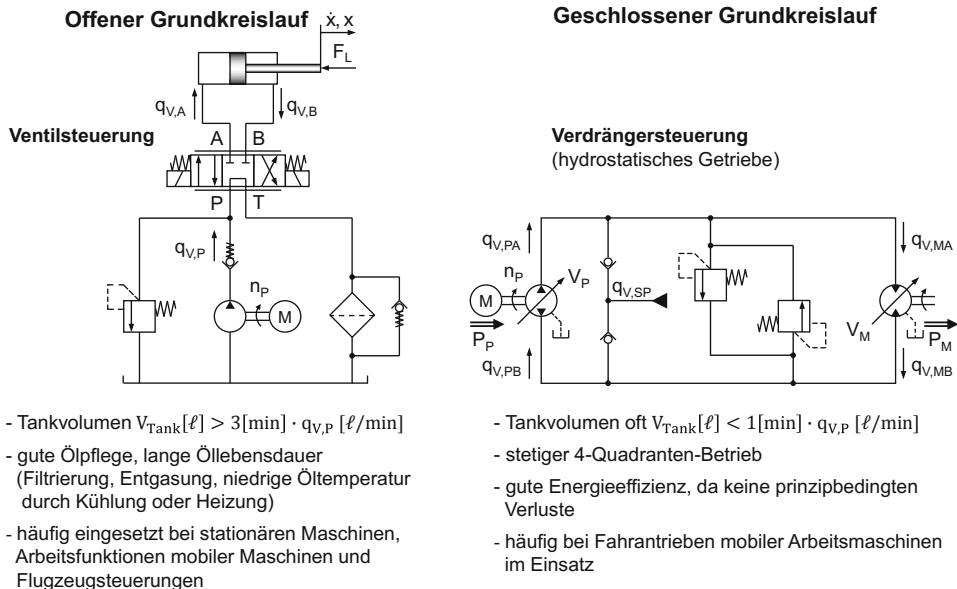 Offener Grundkreislauf
ẋ, x
F_L
q_V,A
q_V,B
Ventilsteuerung
A B
P T
q_V,P
n_P
M
- Tankvolumen V_Tank[ℓ] > 3[min] · q_V,P [ℓ/min]
- gute Ölpflege, lange Öllebensdauer
(Filtrierung, Entgasung, niedrige Öltemperatur
durch Kühlung oder Heizung)
- häufig eingesetzt bei stationären Maschinen,
Arbeitsfunktionen mobiler Maschinen und
Flugzeugsteuerungen
Geschlossener Grundkreislauf
Verdrängersteuerung
(hydrostatisches Getriebe)
q_V,PA
q_V,MA
n_P
V_P
q_V,SP
M
P_P
V_M
P_M
q_V,PB
q_V,MB
- Tankvolumen oft V_Tank[ℓ] < 1[min] · q_V,P [ℓ/min]
- stetiger 4-Quadranten-Betrieb
- gute Energieeffizienz, da keine prinzipbedingten
Verluste
- häufig bei Fahrantrieben mobiler Arbeitsmaschinen
im Einsatz